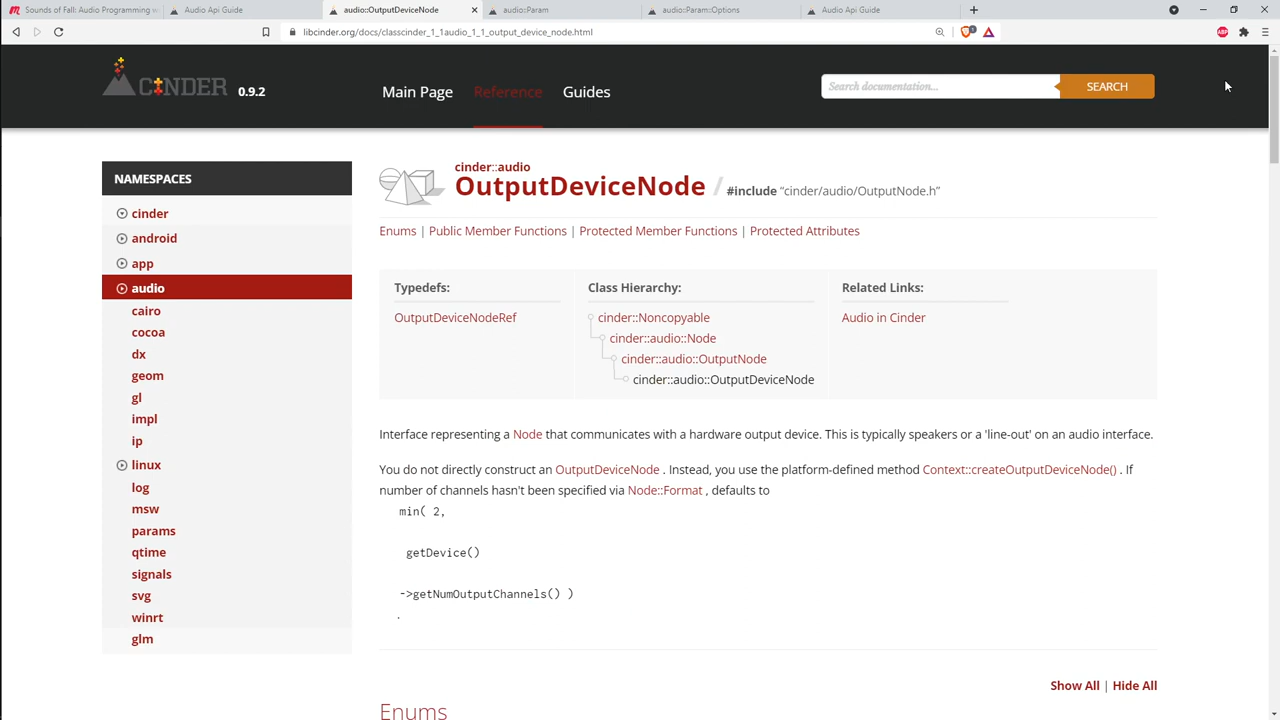 Sounds of Fall: Audio Programming w
Audio Api Guide
audio::OutputDeviceNode
audio::Param
audio::Param::Options
Audio Api Guide
libcinder.org/docs/classcinder_1_1audio_1_1_output_device_node.html
CINDER 0.9.2
Main Page
Reference
Guides
Search documentation...
SEARCH
NAMESPACES
cinder
android
app
audio
cairo
cocoa
dx
geom
gl
impl
ip
linux
log
msw
params
qtime
signals
svg
winrt
glm
cinder::audio
OutputDeviceNode / #include “cinder/audio/OutputNode.h”
Enums | Public Member Functions | Protected Member Functions | Protected Attributes
Typedefs:
OutputDeviceNodeRef
Class Hierarchy:
cinder::Noncopyable
cinder::audio::Node
cinder::audio::OutputNode
cinder::audio::OutputDeviceNode
Related Links:
Audio in Cinder
Interface representing a Node that communicates with a hardware output device. This is typically speakers or a 'line-out' on an audio interface.
You do not directly construct an OutputDeviceNode . Instead, you use the platform-defined method Context::createOutputDeviceNode() . If
number of channels hasn't been specified via Node::Format , defaults to
min( 2,
getDevice()
->getNumOutputChannels() )
.
Show All | Hide All
Enums